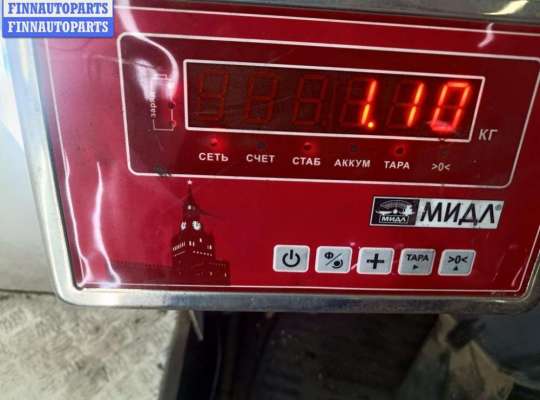 FINNAUTOPARTS
FINNAUTOPARTS
1.10
КГ
СЕТЬ СЧЕТ СТАБ АККУМ ТАРА >0<
МИДЛ МИДЛ®
ТАРА >0<